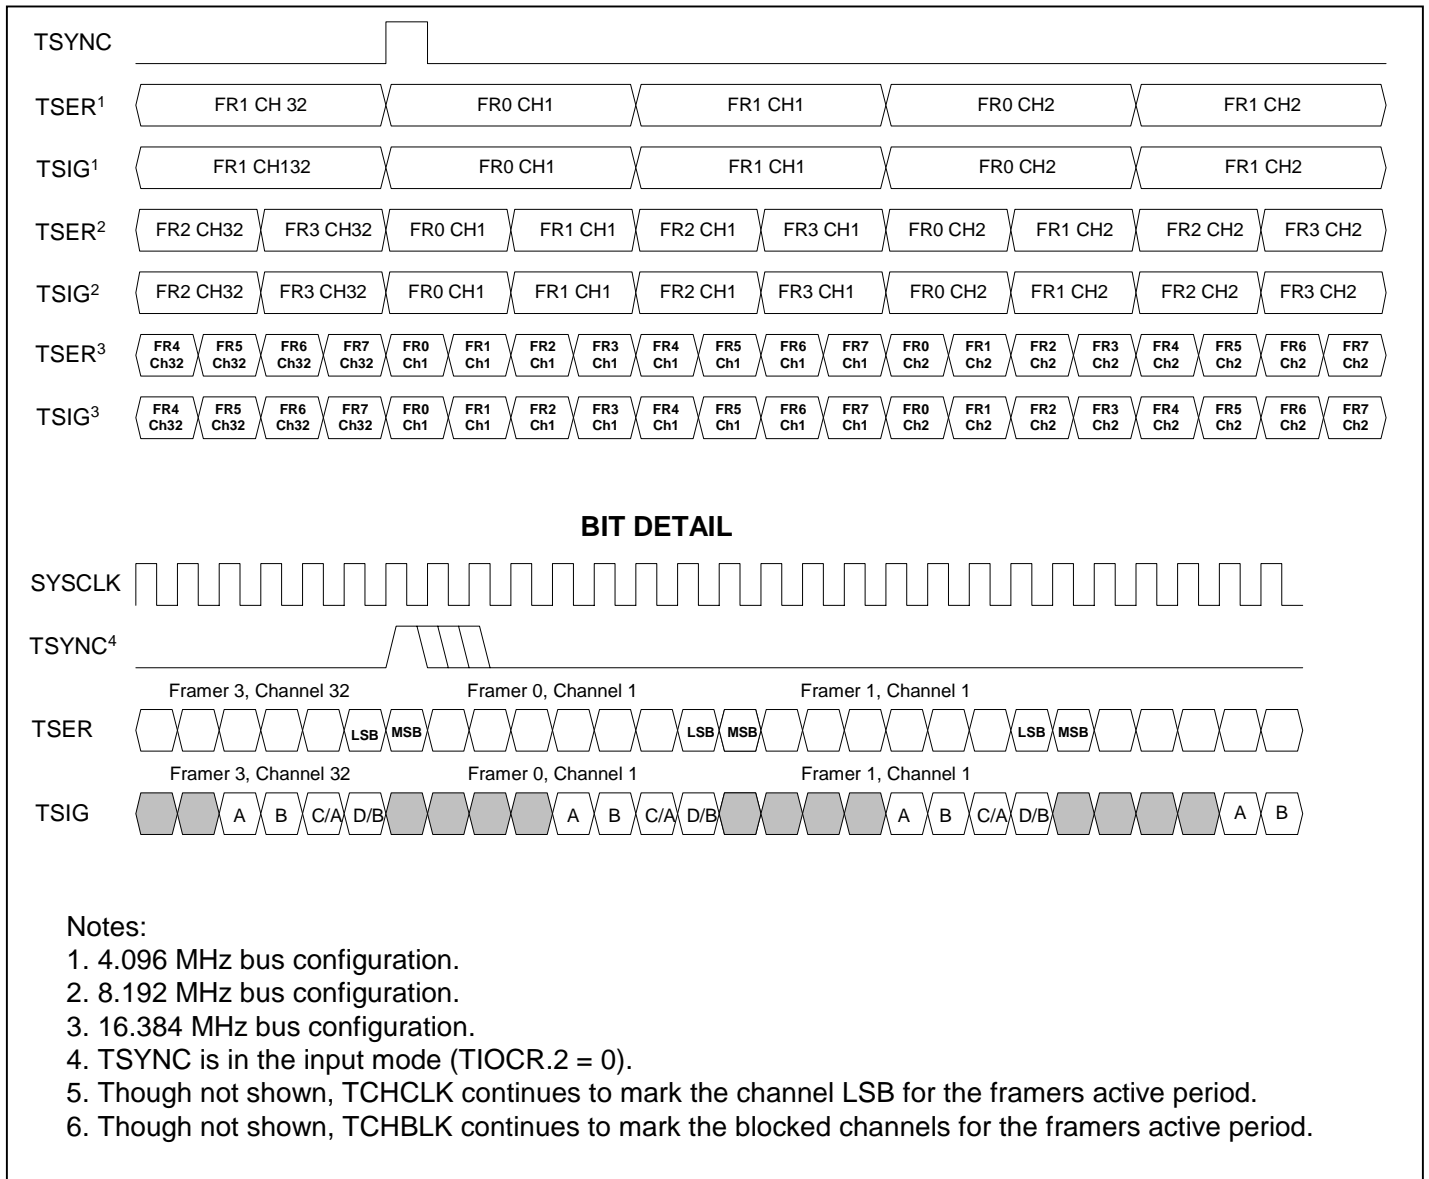 TSYNC
TSER¹ FR1 CH 32 FR0 CH1 FR1 CH1 FR0 CH2 FR1 CH2
TSIG¹ FR1 CH132 FR0 CH1 FR1 CH1 FR0 CH2 FR1 CH2
TSER² FR2 CH32 FR3 CH32 FR0 CH1 FR1 CH1 FR2 CH1 FR3 CH1 FR0 CH2 FR1 CH2 FR2 CH2 FR3 CH2
TSIG² FR2 CH32 FR3 CH32 FR0 CH1 FR1 CH1 FR2 CH1 FR3 CH1 FR0 CH2 FR1 CH2 FR2 CH2 FR3 CH2
TSER³ FR4 Ch32 FR5 Ch32 FR6 Ch32 FR7 Ch32 FR0 Ch1 FR1 Ch1 FR2 Ch1 FR3 Ch1 FR4 Ch1 FR5 Ch1 FR6 Ch1 FR7 Ch1 FR0 Ch2 FR1 Ch2 FR2 Ch2 FR3 Ch2 FR4 Ch2 FR5 Ch2 FR6 Ch2 FR7 Ch2
TSIG³ FR4 Ch32 FR5 Ch32 FR6 Ch32 FR7 Ch32 FR0 Ch1 FR1 Ch1 FR2 Ch1 FR3 Ch1 FR4 Ch1 FR5 Ch1 FR6 Ch1 FR7 Ch1 FR0 Ch2 FR1 Ch2 FR2 Ch2 FR3 Ch2 FR4 Ch2 FR5 Ch2 FR6 Ch2 FR7 Ch2
BIT DETAIL
SYSCLK
TSYNC⁴
Framer 3, Channel 32 Framer 0, Channel 1 Framer 1, Channel 1
TSER LSB MSB LSB MSB LSB MSB
Framer 3, Channel 32 Framer 0, Channel 1 Framer 1, Channel 1
TSIG A B C/A D/B A B C/A D/B A B C/A D/B A B
Notes:
1. 4.096 MHz bus configuration.
2. 8.192 MHz bus configuration.
3. 16.384 MHz bus configuration.
4. TSYNC is in the input mode (TIOCR.2 = 0).
5. Though not shown, TCHCLK continues to mark the channel LSB for the framers active period.
6. Though not shown, TCHBLK continues to mark the blocked channels for the framers active period.